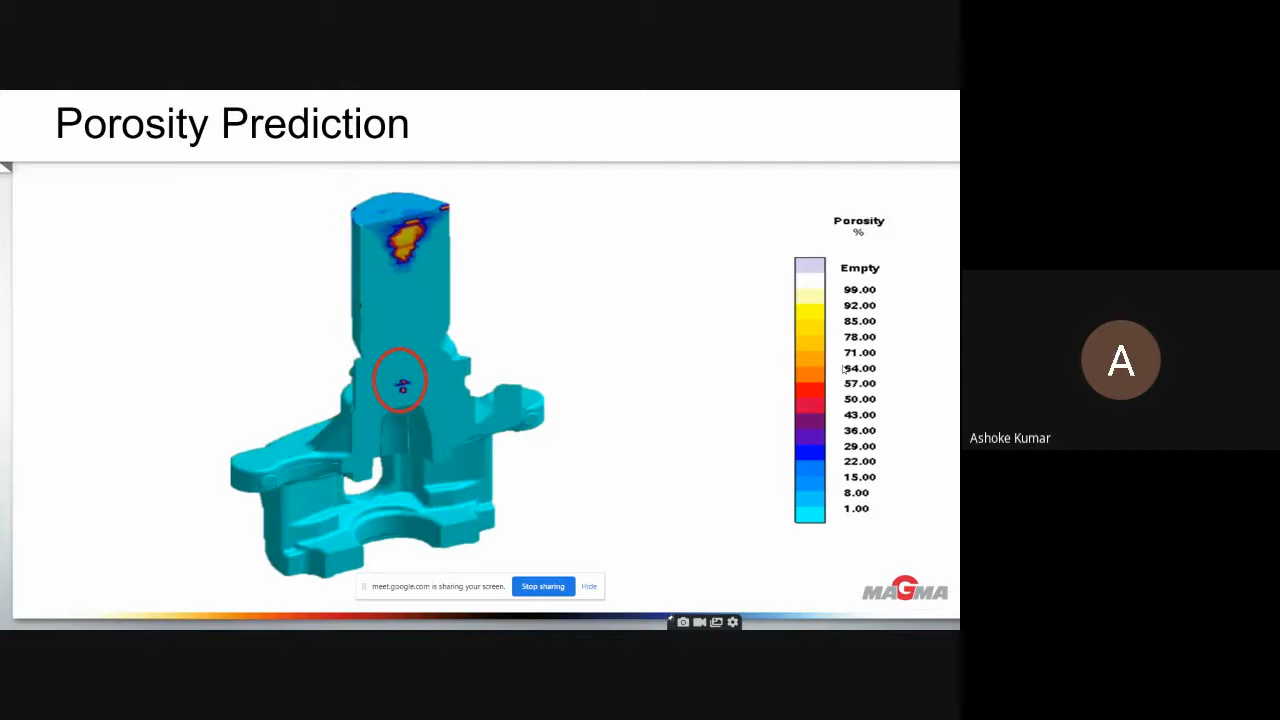 Porosity Prediction
Porosity
%
Empty
99.00
92.00
85.00
78.00
71.00
64.00
57.00
50.00
43.00
36.00
29.00
22.00
15.00
8.00
1.00
A
Ashoke Kumar
meet.google.com is sharing your screen.
Stop sharing
Hide
MAGMA